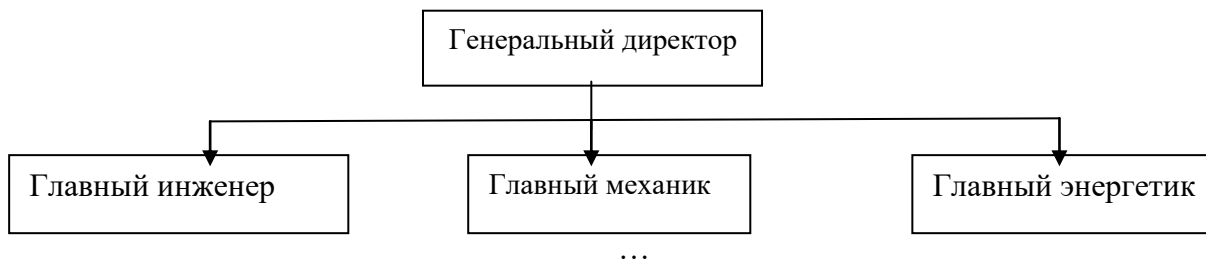 Генеральный директор
Главный инженер
Главный механик
Главный энергетик
…